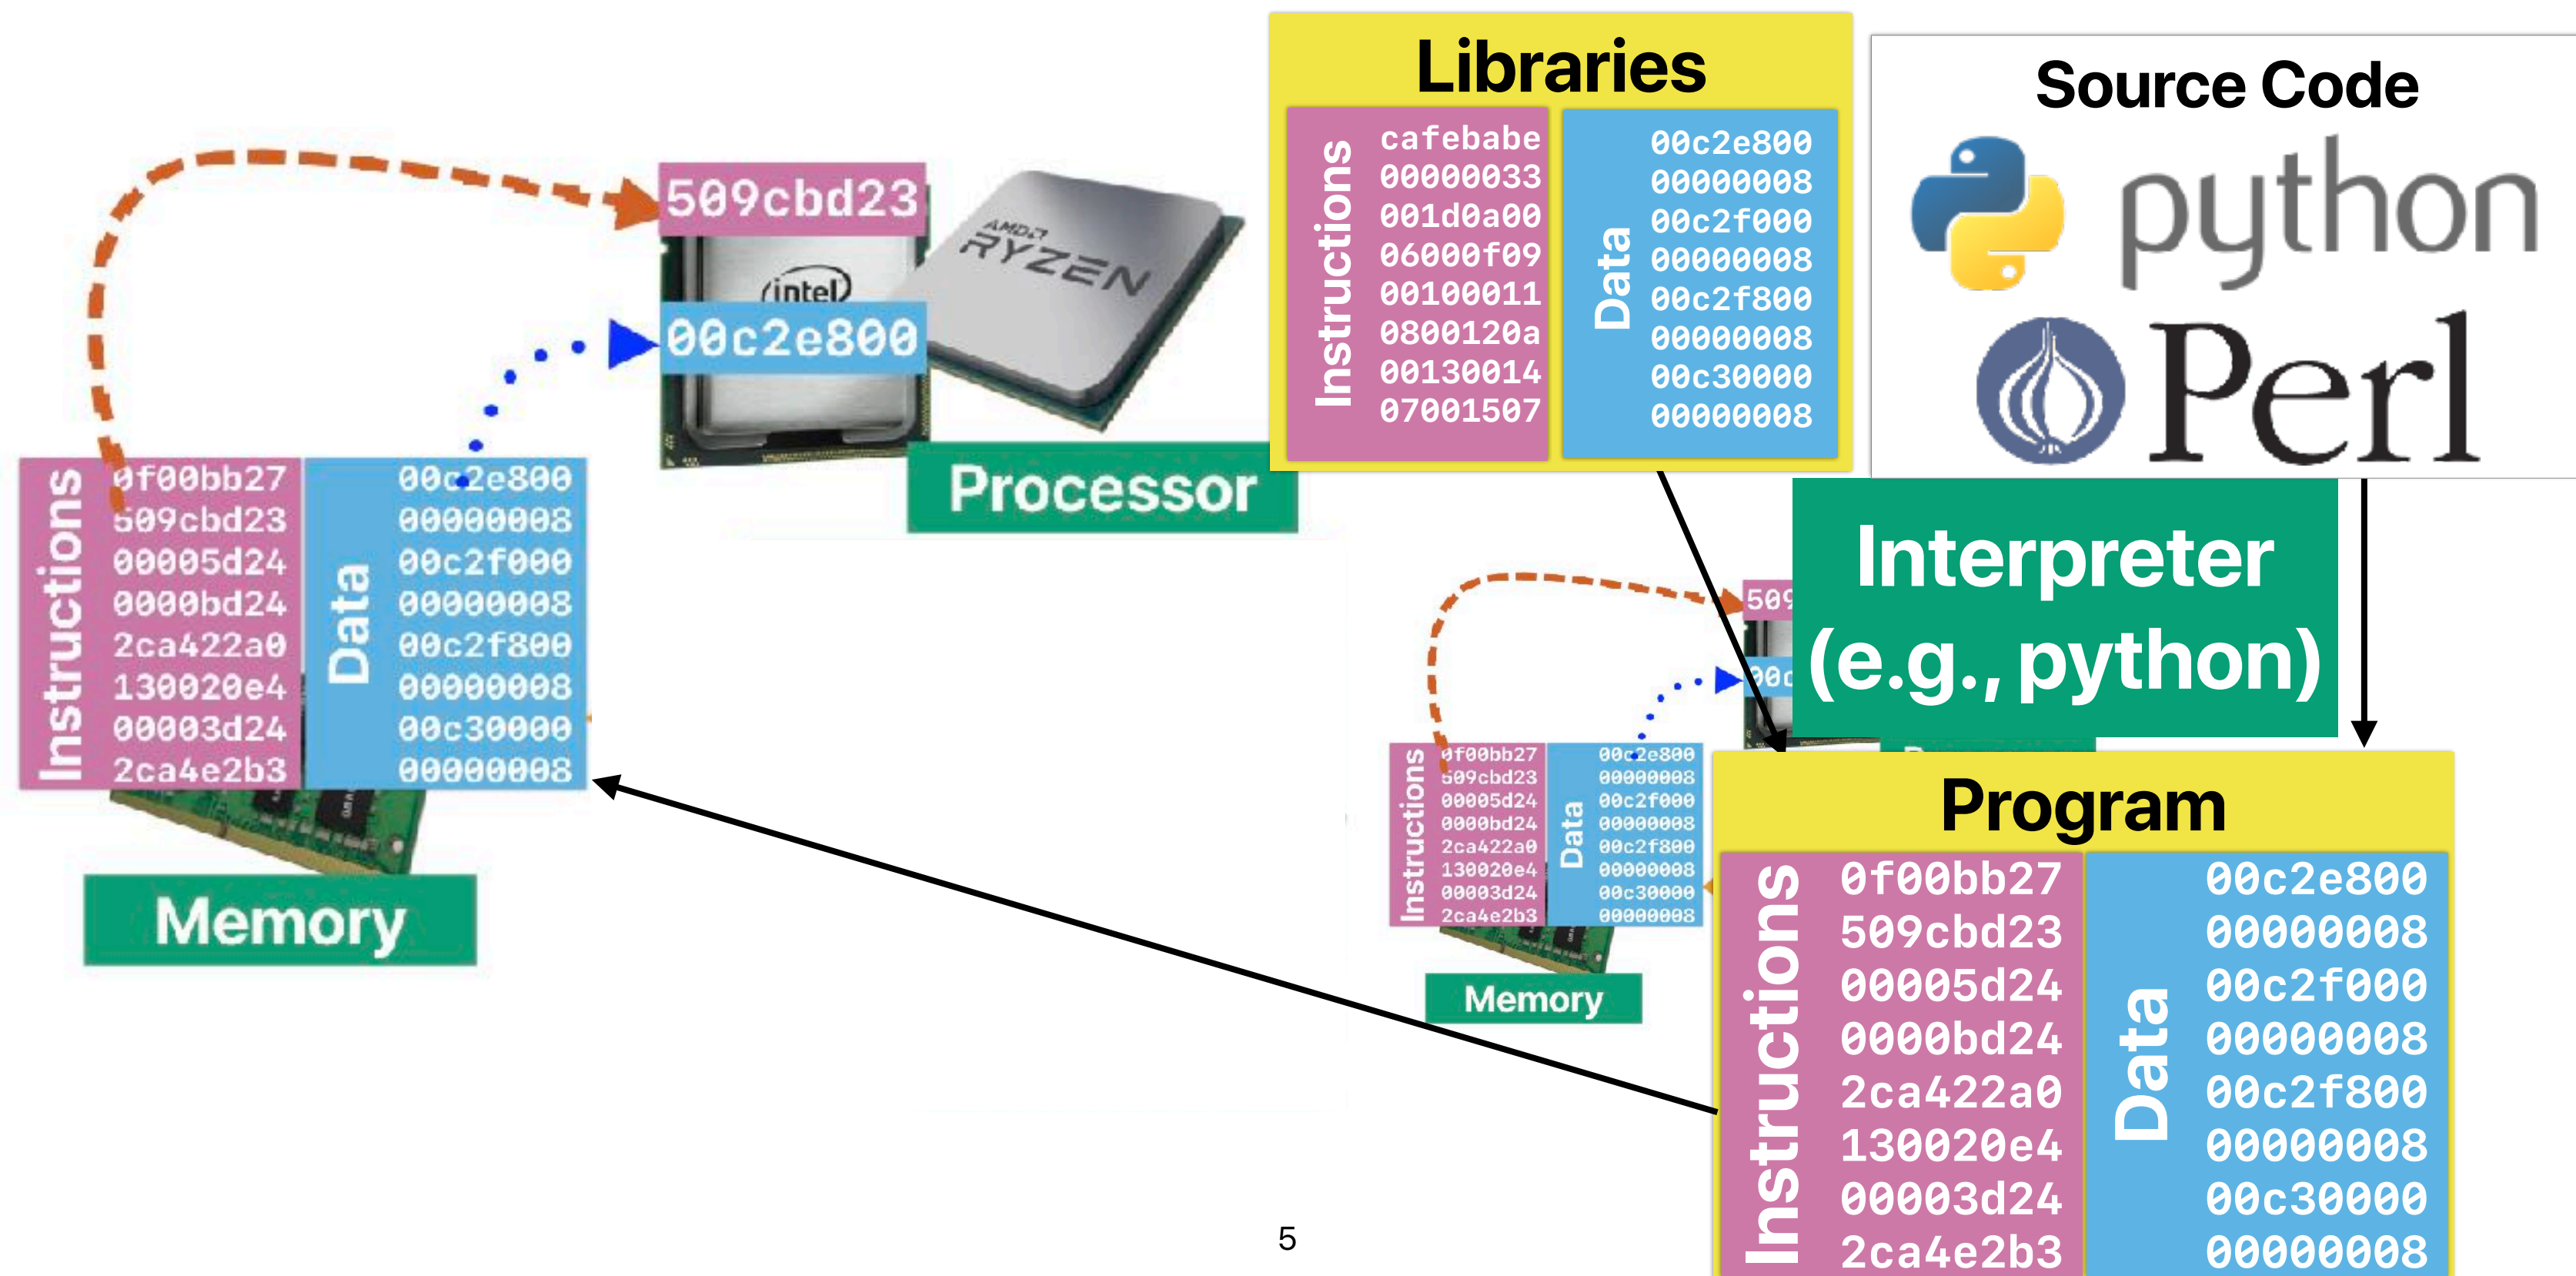 509cbd23
intel
00c2e800
AMD
RYZEN
Processor
Instructions
0f00bb27
509cbd23
00005d24
0000bd24
2ca422a0
130020e4
00003d24
2ca4e2b3
Data
00c2e800
00000008
00c2f000
00000008
00c2f800
00000008
00c30000
00000008
Memory
Libraries
Instructions
cafebabe
00000033
001d0a00
06000f09
00100011
0800120a
00130014
07001507
Data
00c2e800
00000008
00c2f000
00000008
00c2f800
00000008
00c30000
00000008
Source Code
python
Perl
Interpreter
(e.g., python)
509
00c
Instructions
0f00bb27
509cbd23
00005d24
0000bd24
2ca422a0
130020e4
00003d24
2ca4e2b3
Data
00c2e800
00000008
00c2f000
00000008
00c2f800
00000008
00c30000
00000008
Memory
Program
Instructions
0f00bb27
509cbd23
00005d24
0000bd24
2ca422a0
130020e4
00003d24
2ca4e2b3
Data
00c2e800
00000008
00c2f000
00000008
00c2f800
00000008
00c30000
00000008
5